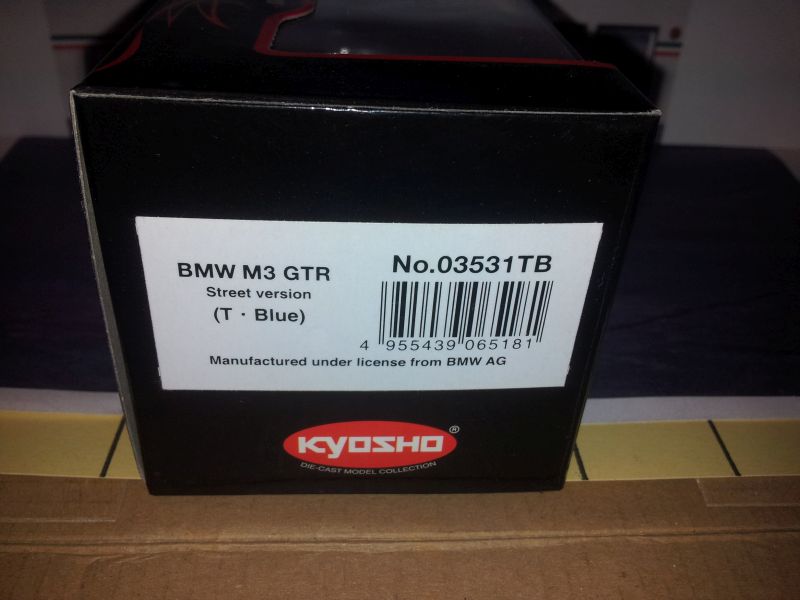 BMW M3 GTR
Street version
(T · Blue)
No.03531TB
4 955439 065181
Manufactured under license from BMW AG
KYOSHO®
DIE-CAST MODEL COLLECTION